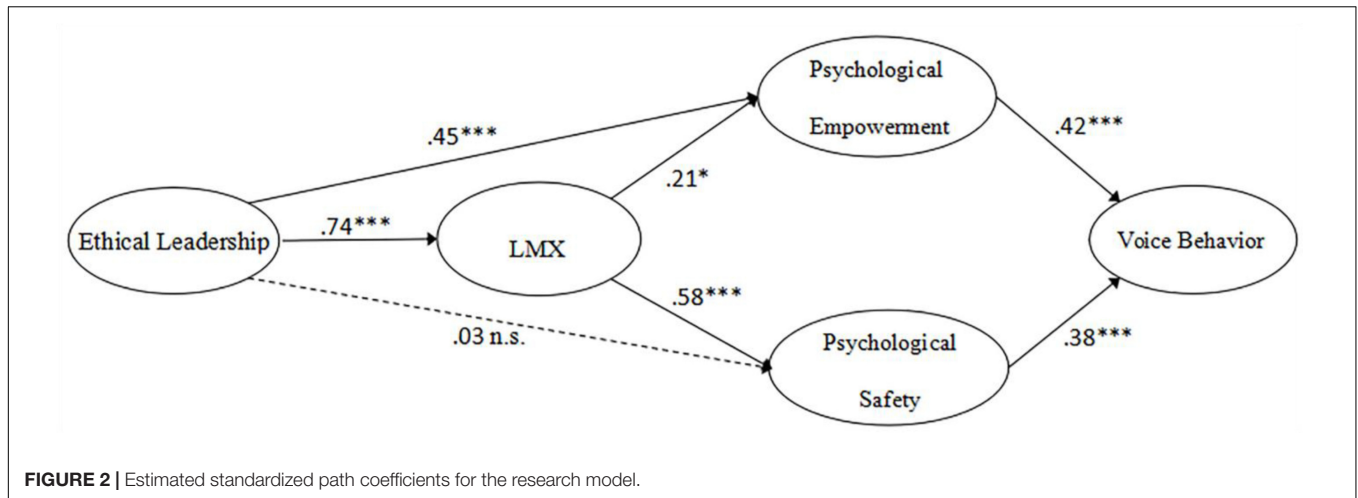 Psychological
Empowerment
.45***
.42***
.21*
Ethical Leadership
.74***
LMX
Voice Behavior
.58***
.03 n.s.
Psychological
Safety
.38***
FIGURE 2 | Estimated standardized path coefficients for the research model.